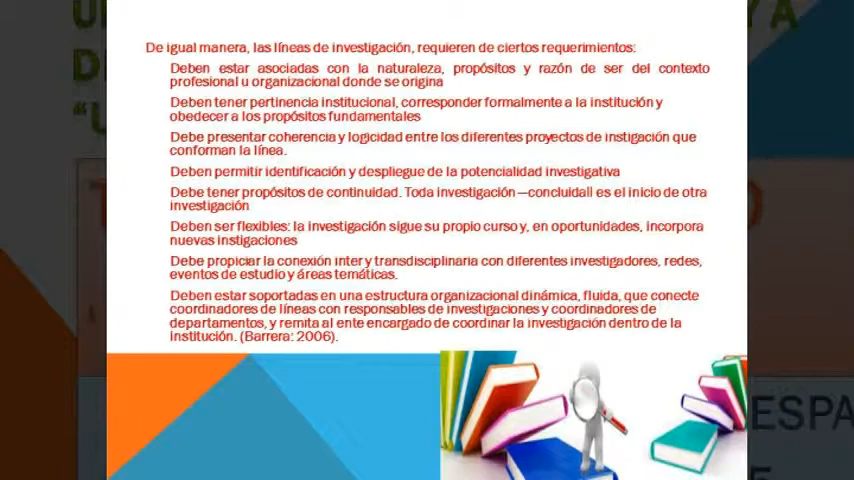 De igual manera, las líneas de investigación, requieren de ciertos requerimientos:
Deben estar asociadas con la naturaleza, propósitos y razón de ser del contexto
profesional u organizacional donde se origina
Deben tener pertinencia institucional, corresponder formalmente a la institución y
obedecer a los propósitos fundamentales
Debe presentar coherencia y logicidad entre los diferentes proyectos de instigación que
conforman la línea.
Deben permitir identificación y despliegue de la potencialidad investigativa
Debe tener propósitos de continuidad. Toda investigación ―concluida‖ es el inicio de otra
investigación
Deben ser flexibles: la investigación sigue su propio curso y, en oportunidades, incorpora
nuevas instigaciones
Debe propiciar la conexión inter y transdisciplinaria con diferentes investigadores, redes,
eventos de estudio y áreas temáticas.
Deben estar soportadas en una estructura organizacional dinámica, fluida, que conecte
coordinadores de líneas con responsables de investigaciones y coordinadores de
departamentos, y remita al ente encargado de coordinar la investigación dentro de la
institución. (Barrera: 2006).